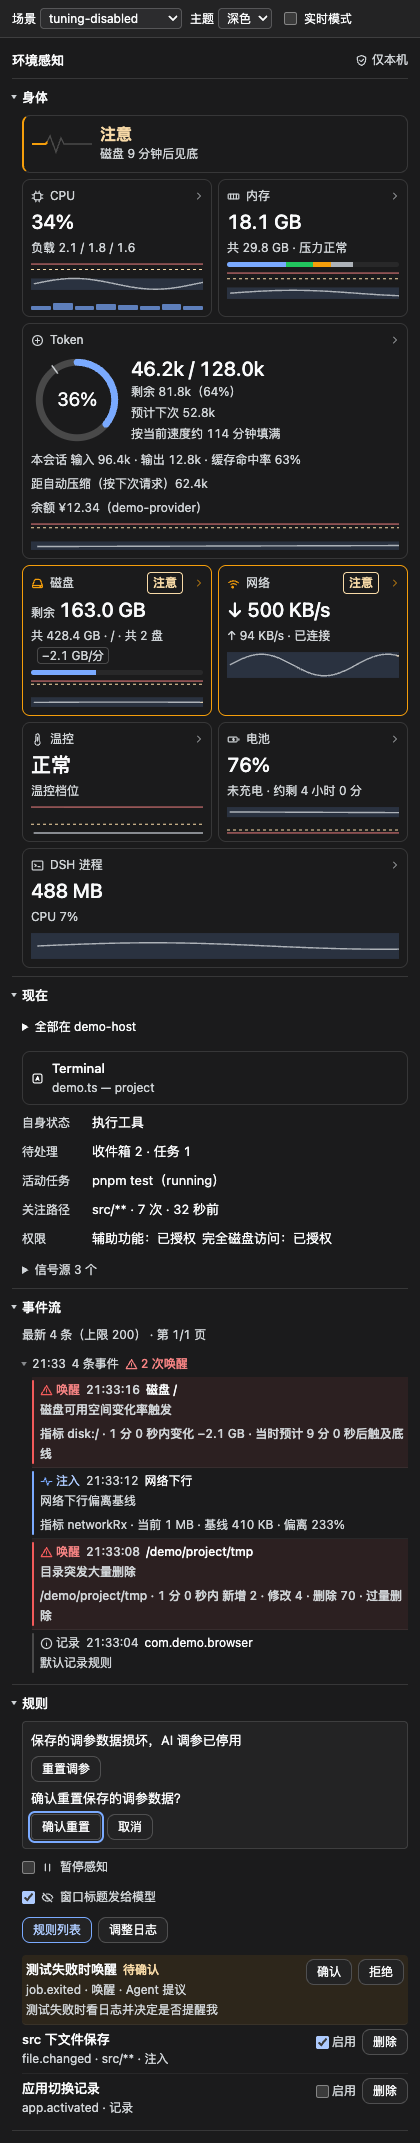 场景 tuning-disabled 主题 深色 实时模式
环境感知 仅本机
身体
注意
磁盘 9 分钟后见底
CPU
34%
负载 2.1 / 1.8 / 1.6
内存
18.1 GB
共 29.8 GB · 压力正常
Token
36%
46.2k / 128.0k
剩余 81.8k（64%）
预计下次 52.8k
按当前速度约 114 分钟填满
本会话 输入 96.4k · 输出 12.8k · 缓存命中率 63%
距自动压缩（按下次请求）62.4k
余额 ¥12.34（demo-provider）
磁盘 注意
剩余 163.0 GB
共 428.4 GB · / · 共 2 盘
−2.1 GB/分
网络 注意
↓ 500 KB/s
↑ 94 KB/s · 已连接
温控
正常
温控档位
电池
76%
未充电 · 约剩 4 小时 0 分
DSH 进程
488 MB
CPU 7%
现在
全部在 demo-host
Terminal
demo.ts — project
自身状态 执行工具
待处理 收件箱 2 · 任务 1
活动任务 pnpm test（running）
关注路径 src/** · 7 次 · 32 秒前
权限 辅助功能：已授权 完全磁盘访问：已授权
信号源 3 个
事件流
最新 4 条（上限 200） · 第 1/1 页
21:33 4 条事件 2 次唤醒
唤醒 21:33:16 磁盘 /
磁盘可用空间变化率触发
指标 disk:/ · 1 分 0 秒内变化 −2.1 GB · 当时预计 9 分 0 秒后触及底
线
注入 21:33:12 网络下行
网络下行偏离基线
指标 networkRx · 当前 1 MB · 基线 410 KB · 偏离 233%
唤醒 21:33:08 /demo/project/tmp
目录突发大量删除
/demo/project/tmp · 1 分 0 秒内 新增 2 · 修改 4 · 删除 70 · 过量删
除
记录 21:33:04 com.demo.browser
默认记录规则
规则
保存的调参数据损坏，AI 调参已停用
重置调参
确认重置保存的调参数据？
确认重置 取消
暂停感知
窗口标题发给模型
规则列表 调整日志
测试失败时唤醒 待确认 确认 拒绝
job.exited · 唤醒 · Agent 提议
测试失败时看日志并决定是否提醒我
src 下文件保存 启用 删除
file.changed · src/** · 注入
应用切换记录 启用 删除
app.activated · 记录